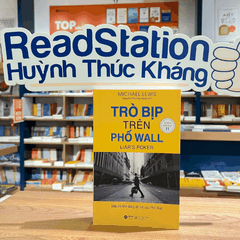 TOP
ReadStation
Huỳnh Thúc Kháng
MICHAEL LEWIS
TRÒ BỊP
TRÊN
PHỐ WALL
LIAR'S POKER